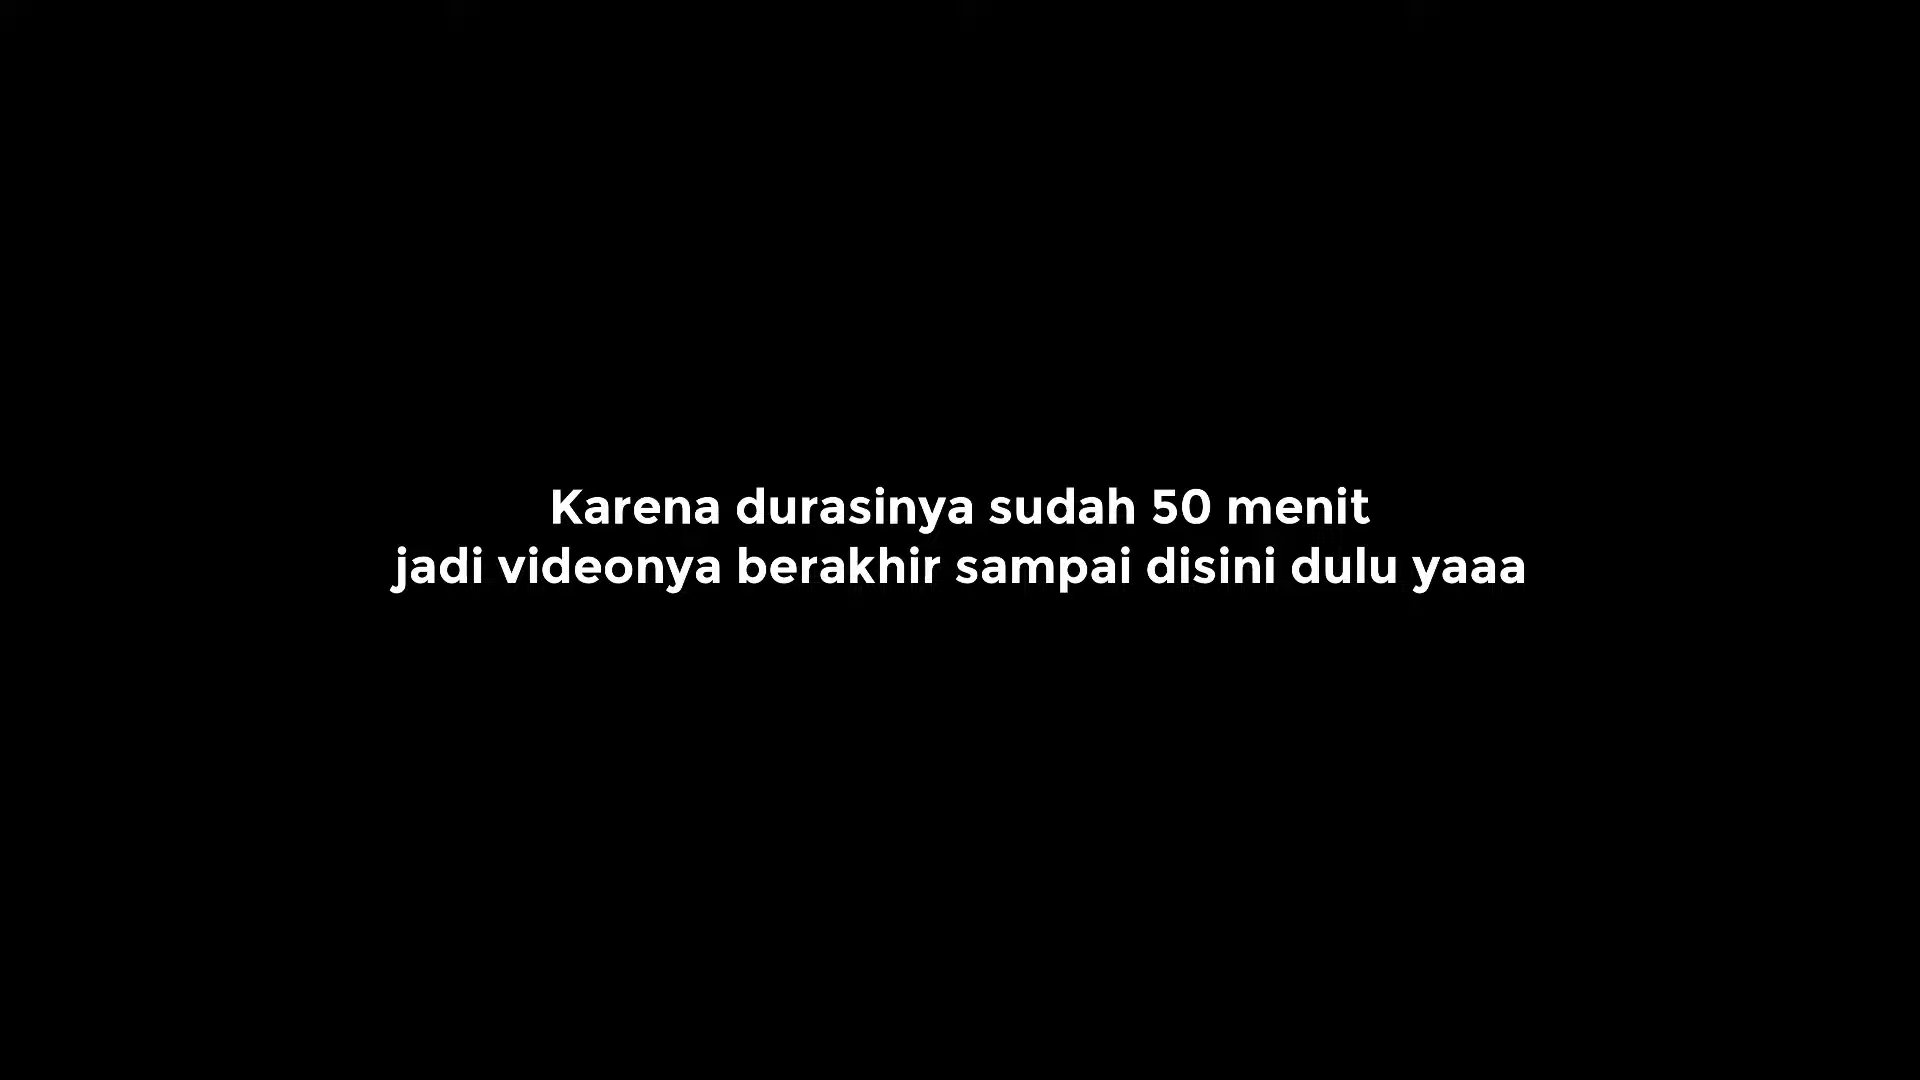 Karena durasinya sudah 50 menit
jadi videonya berakhir sampai disini dulu yaaa